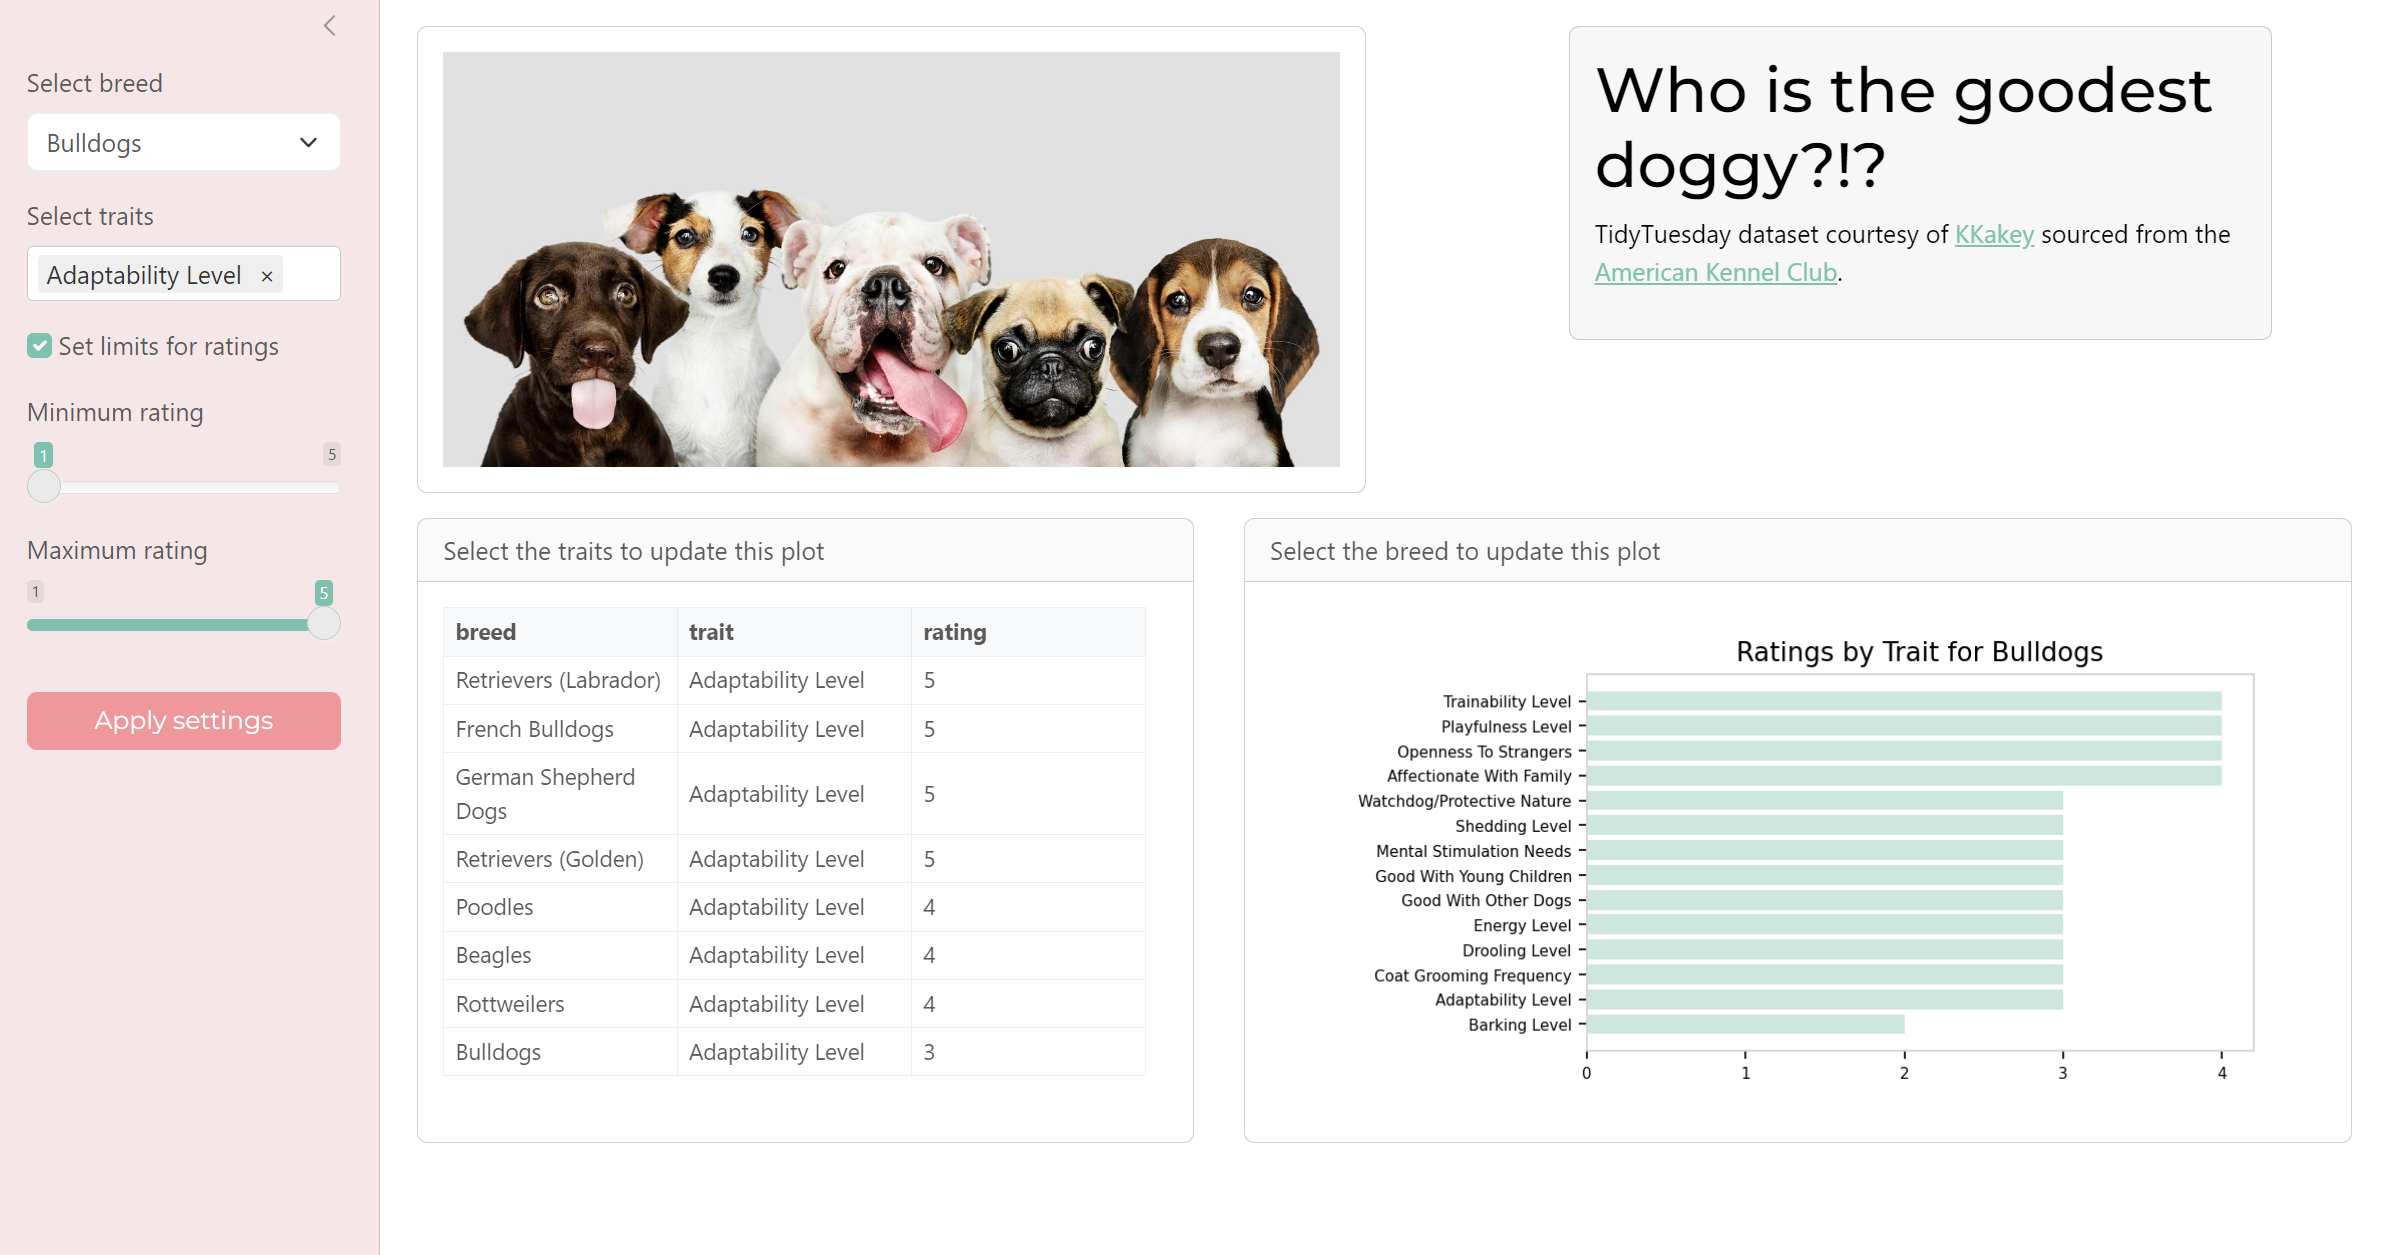 Select breed
Bulldogs
Select traits
Adaptability Level ×
Set limits for ratings
Minimum rating
1 5
Maximum rating
1 5
Apply settings
Who is the goodest
doggy?!?
TidyTuesday dataset courtesy of KKakey sourced from the
American Kennel Club.
Select the traits to update this plot
breed trait rating
Retrievers (Labrador) Adaptability Level 5
French Bulldogs Adaptability Level 5
German Shepherd
Dogs Adaptability Level 5
Retrievers (Golden) Adaptability Level 5
Poodles Adaptability Level 4
Beagles Adaptability Level 4
Rottweilers Adaptability Level 4
Bulldogs Adaptability Level 3
Select the breed to update this plot
Ratings by Trait for Bulldogs
Trainability Level
Playfulness Level
Openness To Strangers
Affectionate With Family
Watchdog/Protective Nature
Shedding Level
Mental Stimulation Needs
Good With Young Children
Good With Other Dogs
Energy Level
Drooling Level
Coat Grooming Frequency
Adaptability Level
Barking Level
0 1 2 3 4